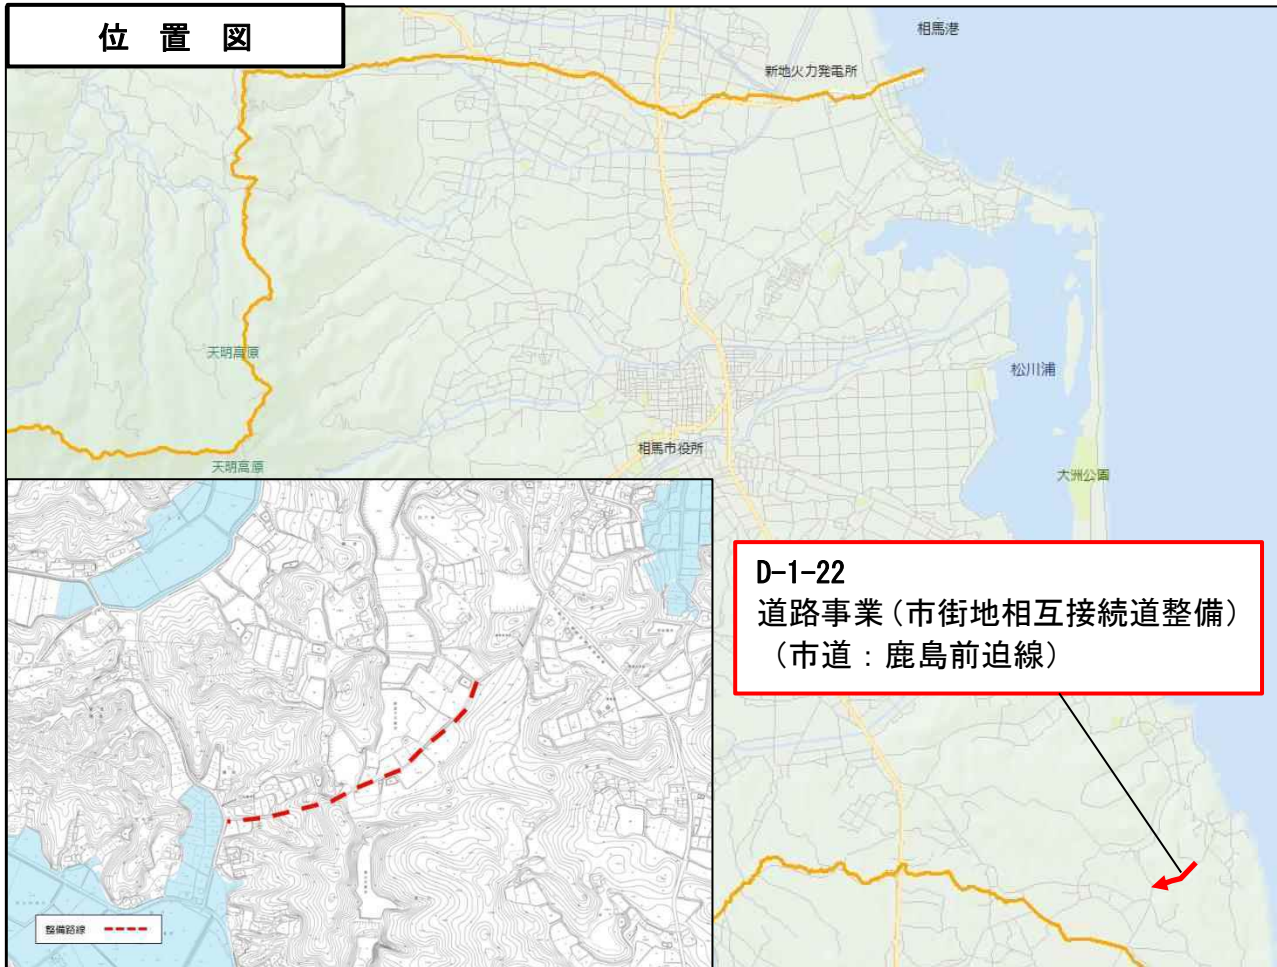 位 置 図
相馬港
新地火力発電所
天明高原
松川浦
相馬市役所
天明高原
大洲公園
D-1-22
道路事業（市街地相互接続道整備）
（市道：鹿島前迫線）
整備路線